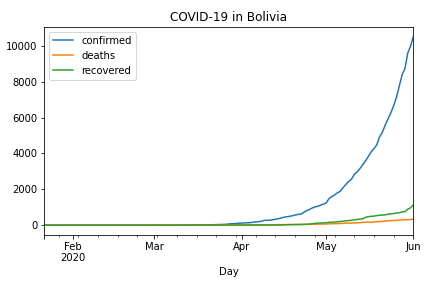 COVID-19 in Bolivia
confirmed
deaths
recovered
10000
8000
6000
4000
2000
0
Feb Mar Apr May Jun
2020
Day